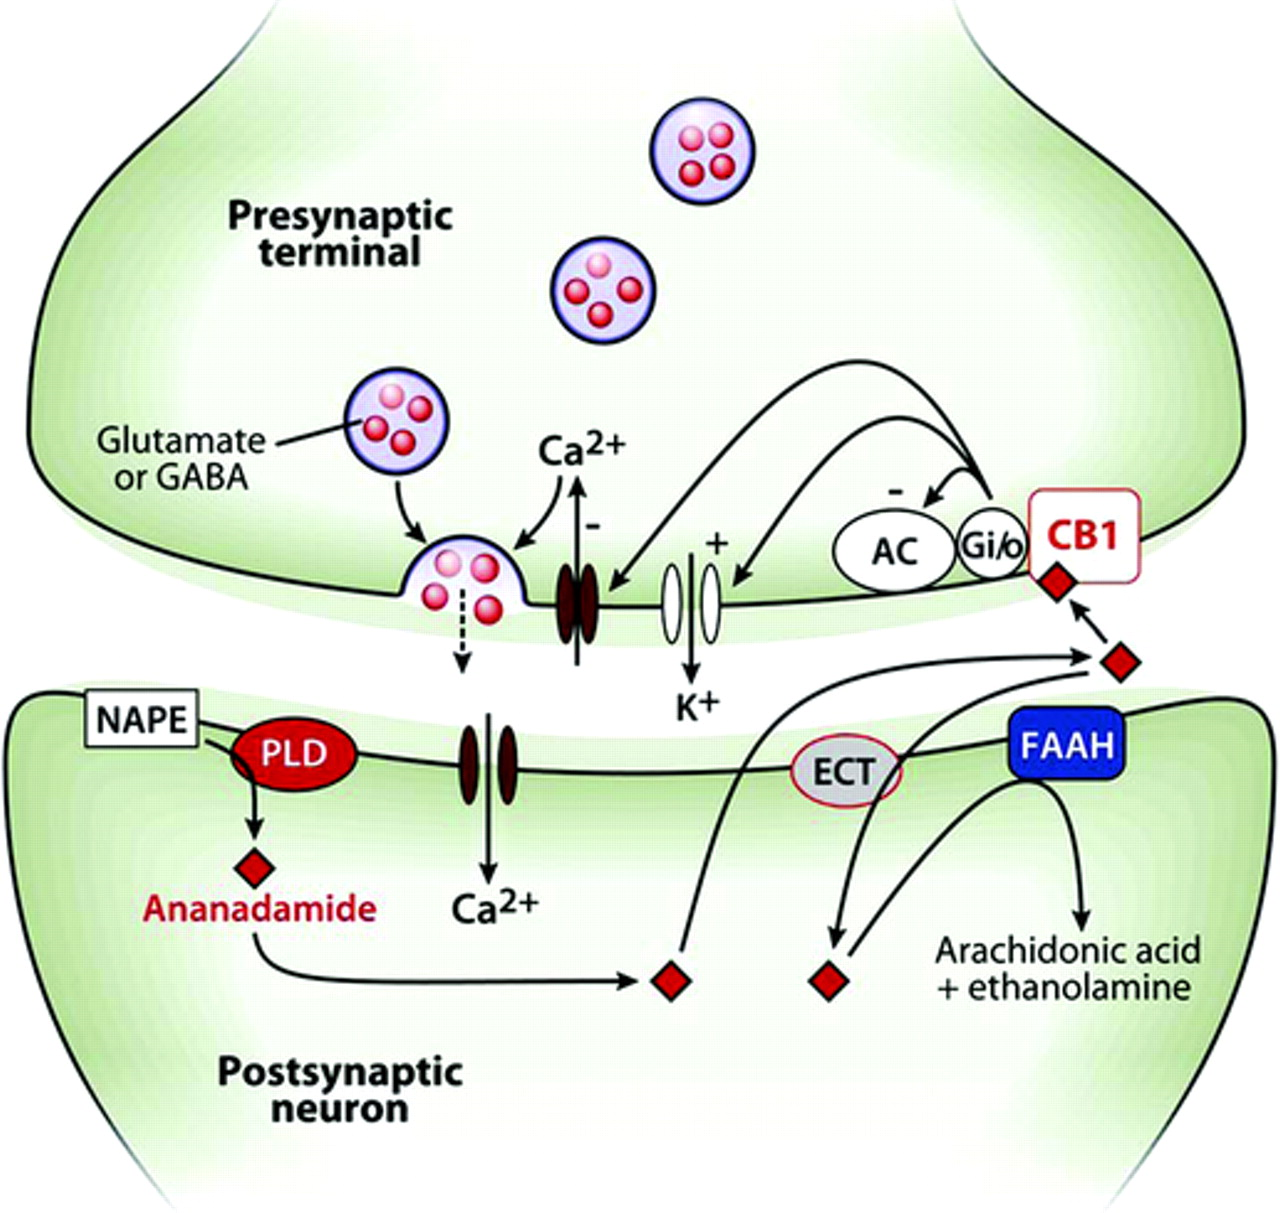 Presynaptic
terminal
Glutamate
or GABA
Ca2+
-
+
-
AC
Gi/o
CB1
K+
NAPE
PLD
ECT
FAAH
Ananadamide
Ca2+
Arachidonic acid
+ ethanolamine
Postsynaptic
neuron